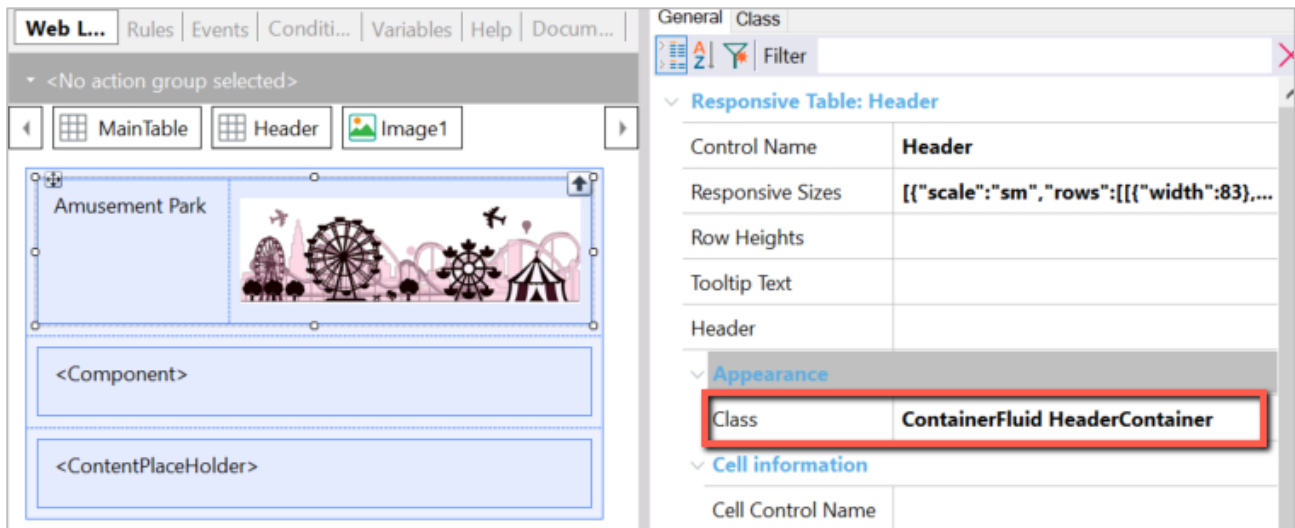 Web L... Rules Events Conditi... Variables Help Docum...
<No action group selected>
MainTable Header Image1
Amusement Park
<Component>
<ContentPlaceHolder>
General Class
Filter
Responsive Table: Header
Control Name Header
Responsive Sizes [{"scale":"sm","rows":[[{"width":83},...
Row Heights
Tooltip Text
Header
Appearance
Class ContainerFluid HeaderContainer
Cell information
Cell Control Name